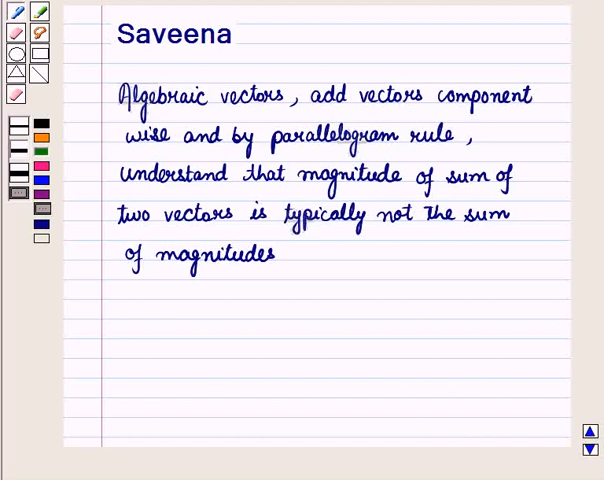 Saveena
Algebraic vectors, add vectors component
wise and by parallelogram rule,
understand that magnitude of sum of
two vectors is typically not the sum
of magnitudes